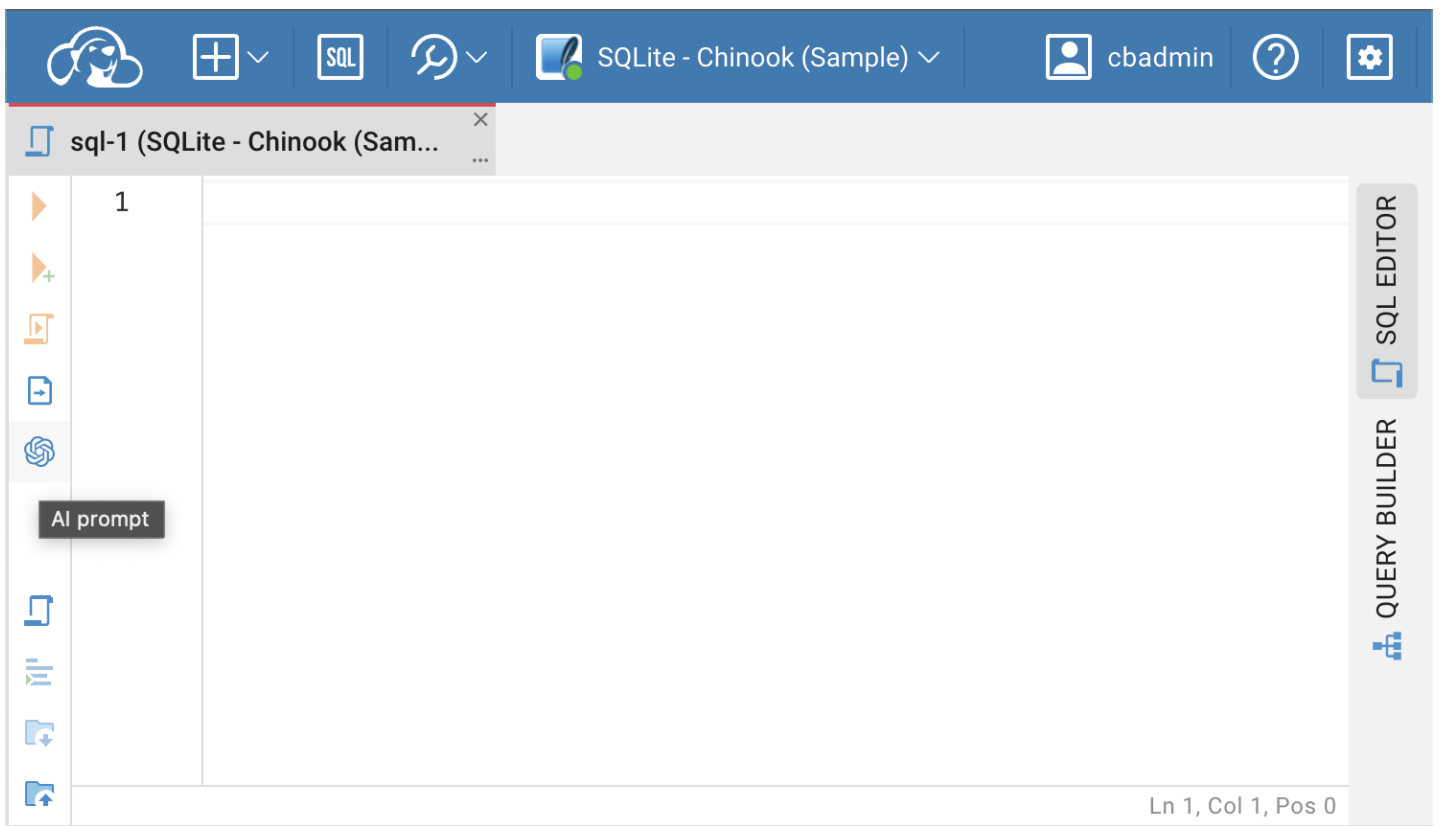 SQL
SQLite - Chinook (Sample)
cbadmin
sql-1 (SQLite - Chinook (Sam...
1
AI prompt
SQL EDITOR
QUERY BUILDER
Ln 1, Col 1, Pos 0